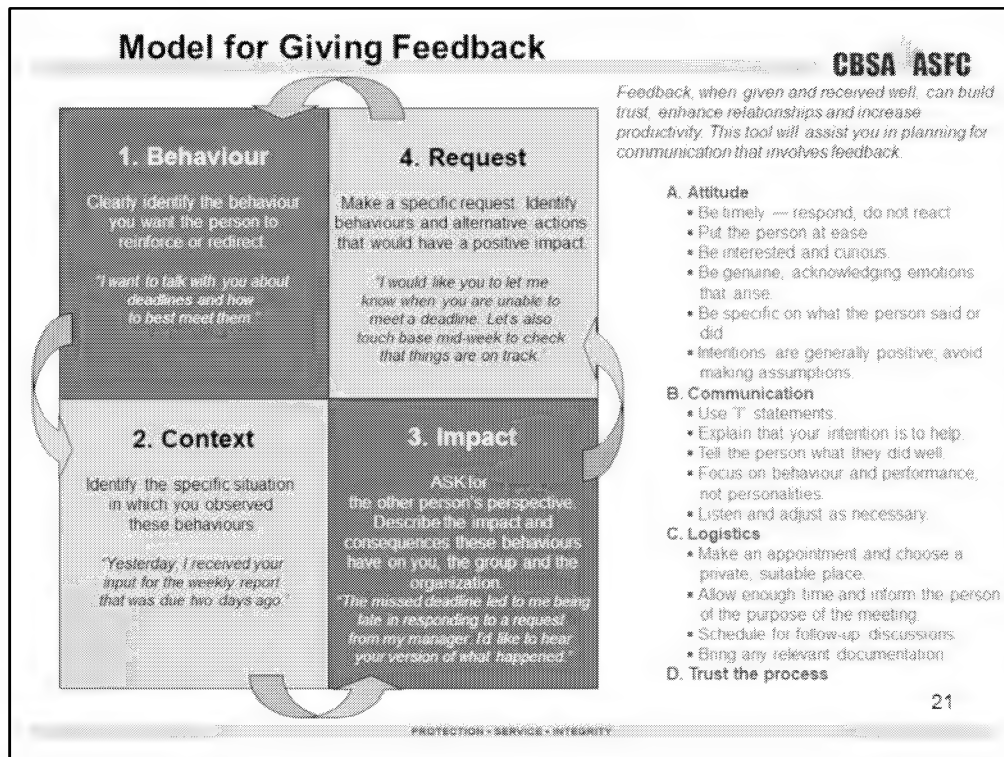 Model for Giving Feedback
CBSA ASFC
Feedback, when given and received well, can build
trust, enhance relationships and increase
productivity. This tool will assist you in planning for
communication that involves feedback.
1. Behaviour
Clearly identify the behaviour
you want the person to
reinforce or redirect.
"I want to talk with you about
deadlines and how
to best meet them."
4. Request
Make a specific request. Identify
behaviours and alternative actions
that would have a positive impact.
"I would like you to let me
know when you are unable to
meet a deadline. Let's also
touch base mid-week to check
that things are on track."
2. Context
Identify the specific situation
in which you observed
these behaviours
"Yesterday, I received your
input for the weekly report
that was due two days ago."
3. Impact
ASK for
the other person's perspective.
Describe the impact and
consequences these behaviours
have on you, the group and the
organization.
"The missed deadline led to me being
late in responding to a request
from my manager. I'd like to hear
your version of what happened."
A. Attitude
• Be timely — respond, do not react
• Put the person at ease
• Be interested and curious.
• Be genuine, acknowledging emotions
that arise.
• Be specific on what the person said or
did
• Intentions are generally positive; avoid
making assumptions
B. Communication
• Use "I" statements.
• Explain that your intention is to help.
• Tell the person what they did well
• Focus on behaviour and performance,
not personalities.
• Listen and adjust as necessary.
C. Logistics
• Make an appointment and choose a
private, suitable place.
• Allow enough time and inform the person
of the purpose of the meeting.
• Schedule for follow-up discussions
• Bring any relevant documentation
D. Trust the process
21
PROTECTION • SERVICE • INTEGRITY